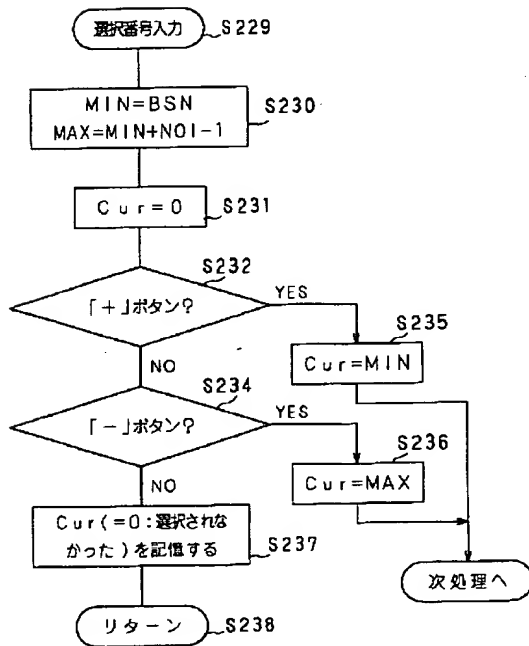 選択番号入力
S229
MIN=BSN
MAX=MIN+NOI-1
S230
Cur=0
S231
S232
「+」ボタン?
YES
NO
S235
Cur=MIN
S234
「-」ボタン?
YES
NO
S236
Cur=MAX
Cur(=0:選択されな
かった)を記憶する
S237
次処理へ
リターン
S238